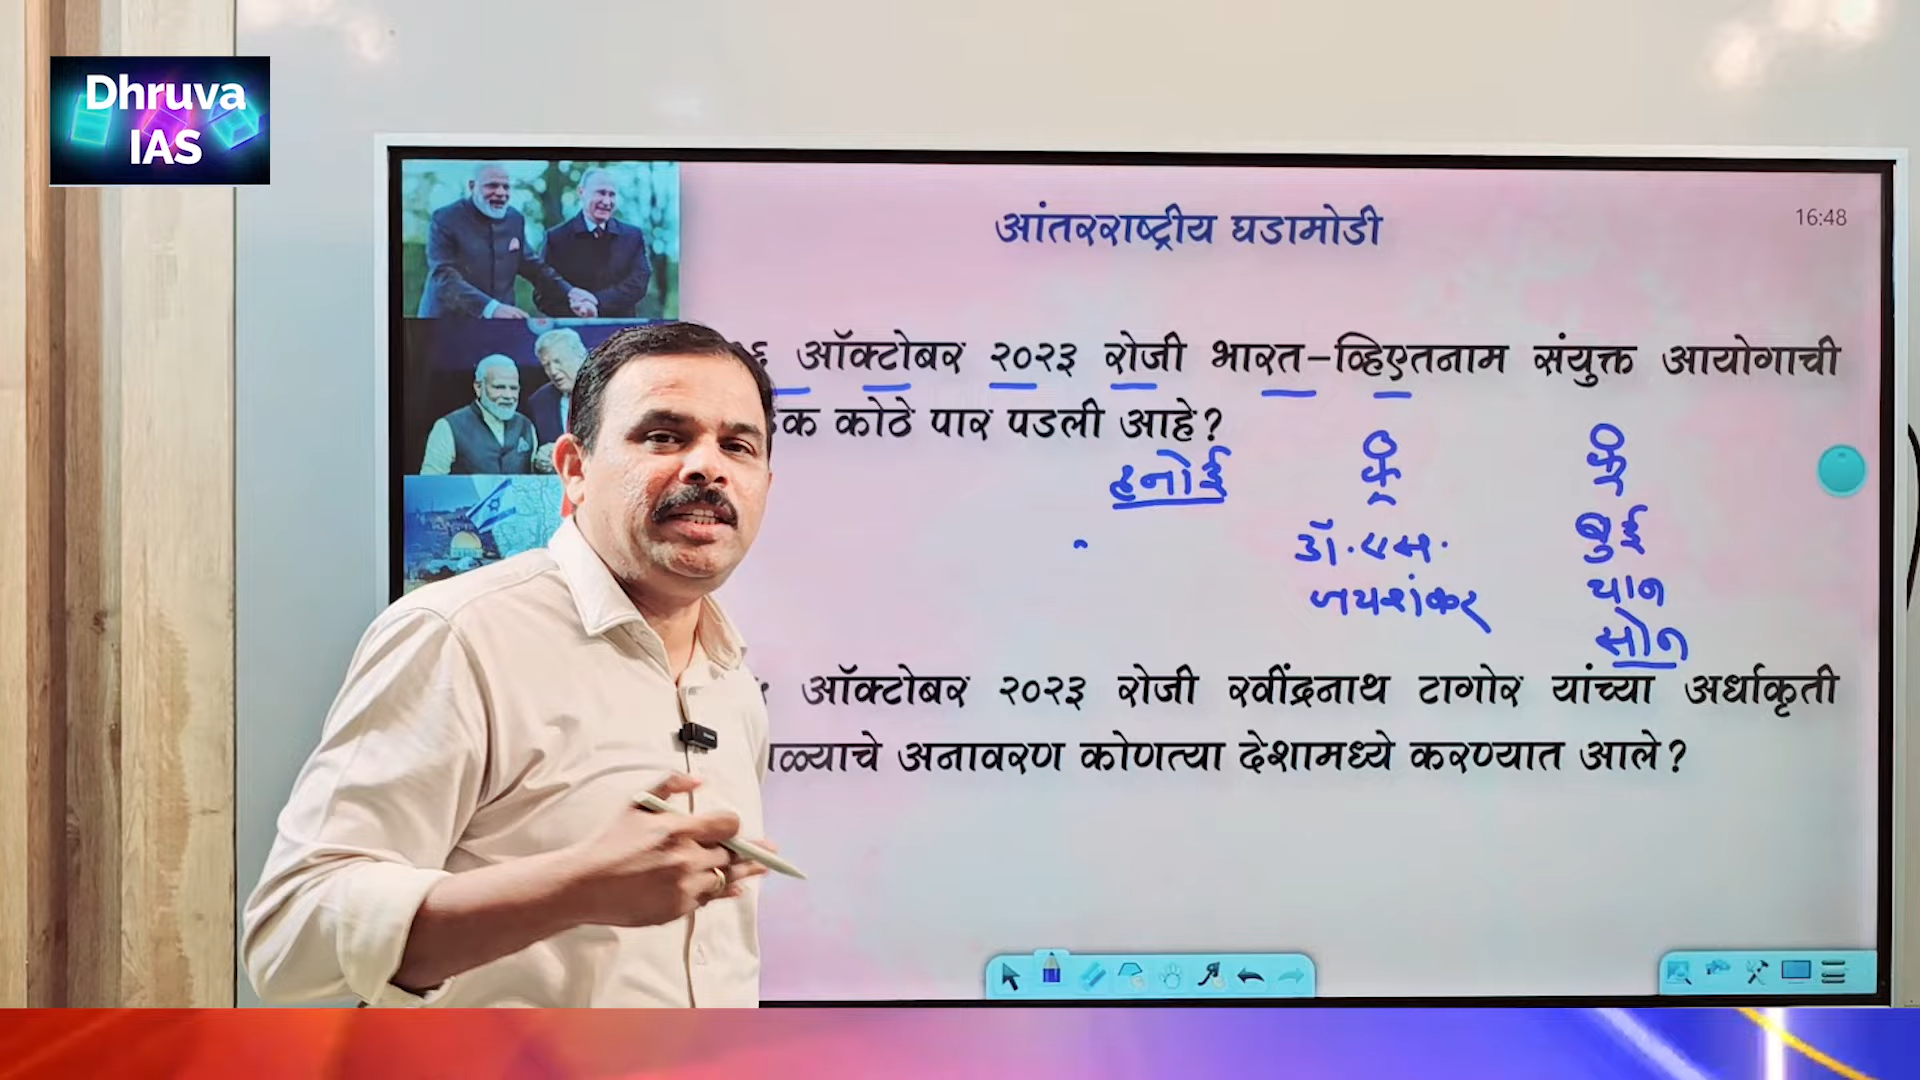 Dhruva
IAS
आंतरराष्ट्रीय घडामोडी
16:48
ऑक्टोबर २०२३ रोजी भारत-व्हिएतनाम संयुक्त आयोगाची
कोठे पार पडली आहे?
हनोई
डॉ. एस.
जयशंकर
बुई
थान
सोन
ऑक्टोबर २०२३ रोजी रवींद्रनाथ टागोर यांच्या अर्धाकृती
अनावरण कोणत्या देशामध्ये करण्यात आले?